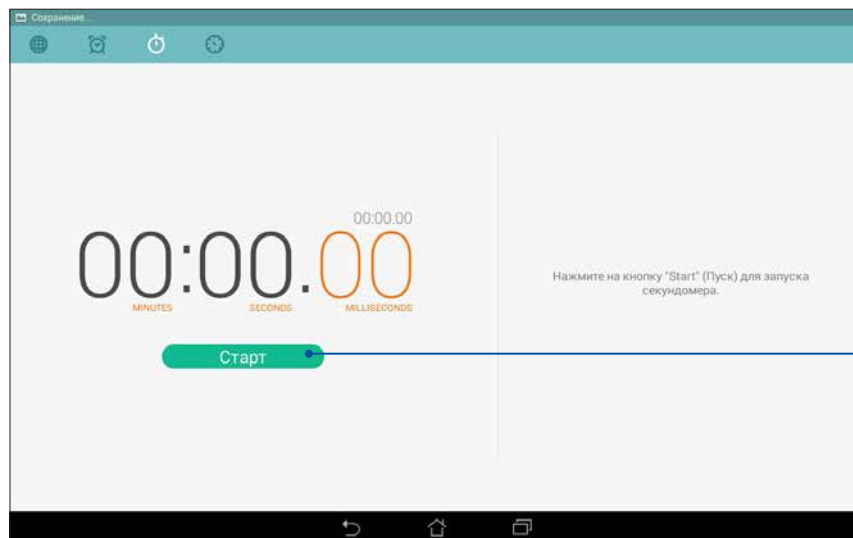 Сохранение...
00:00.00
00:00.00
MINUTES SECONDS MILLISECONDS
Старт
Нажмите на кнопку "Start" (Пуск) для запуска
секундомера.